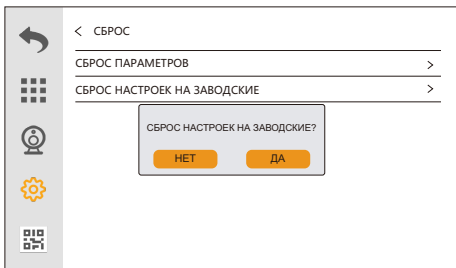 СБРОС
СБРОС ПАРАМЕТРОВ
СБРОС НАСТРОЕК НА ЗАВОДСКИЕ
СБРОС НАСТРОЕК НА ЗАВОДСКИЕ?
НЕТ ДА